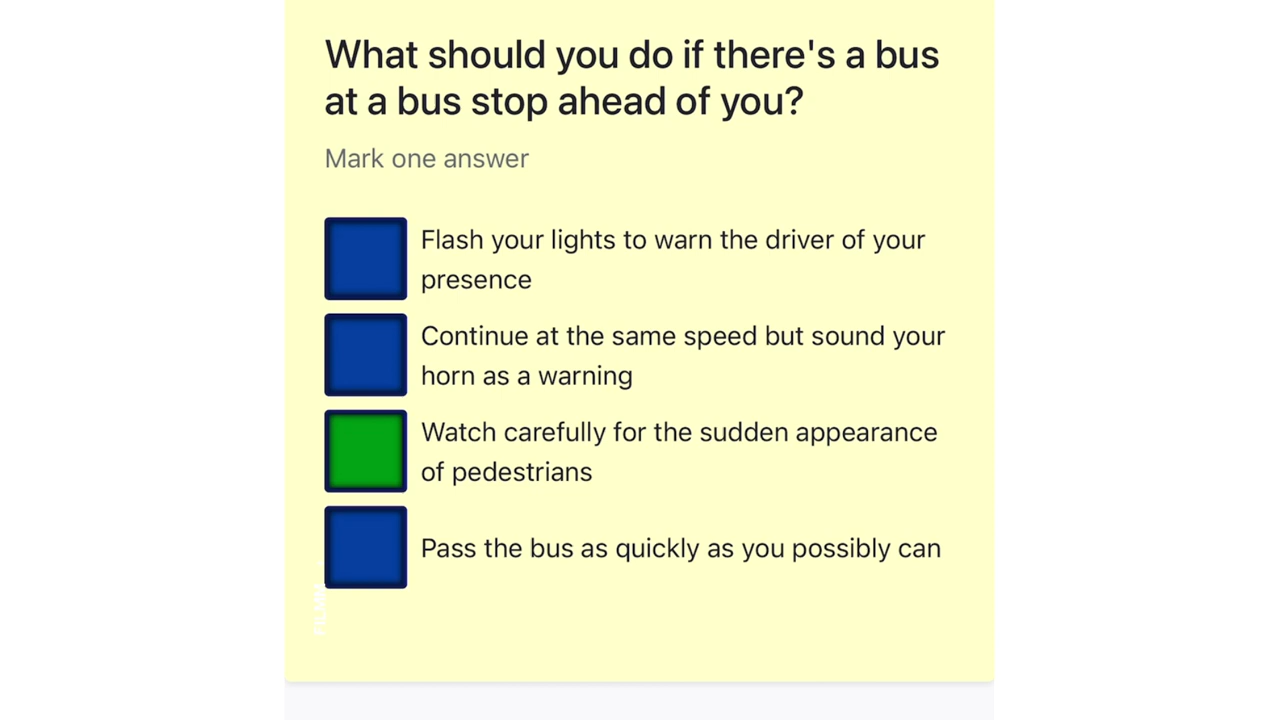 What should you do if there's a bus
at a bus stop ahead of you?
Mark one answer
Flash your lights to warn the driver of your
presence
Continue at the same speed but sound your
horn as a warning
Watch carefully for the sudden appearance
of pedestrians
Pass the bus as quickly as you possibly can